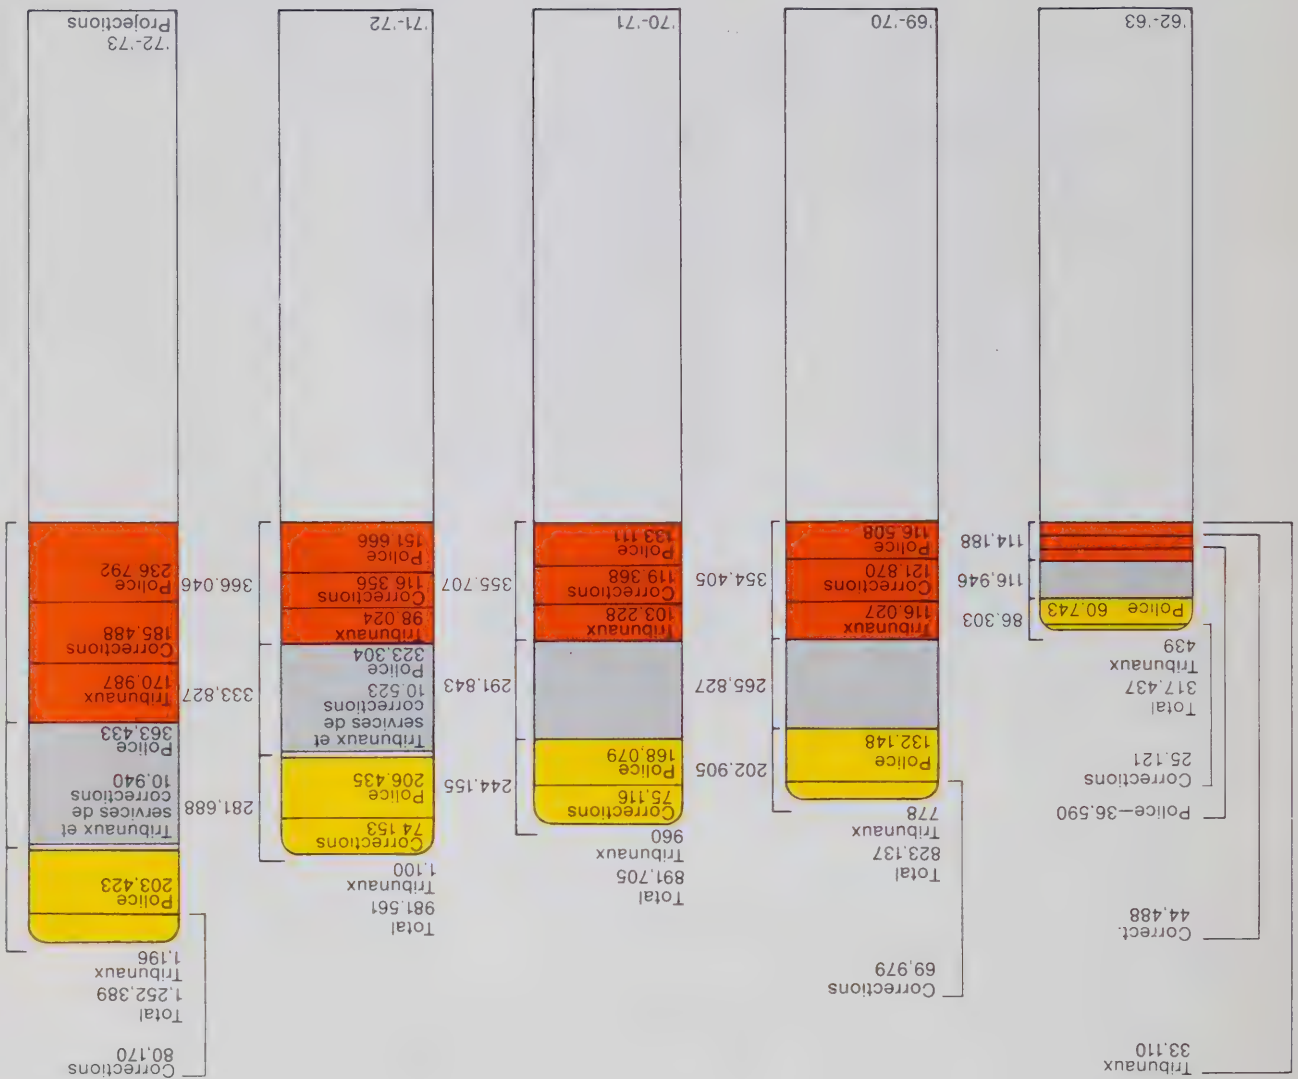 Tribunaux
33.110
Correct.
44,488
Police—36.590
Corrections
25.121
Total
317.437
Tribunaux
439
Police 60.743
86.303
116,946
114.188
'62-'63
Corrections
69,979
Total
823.137
Tribunaux
778
Police
132.148
202.905
265,827
Tribunaux
116.027
Corrections
121.870
Police
116.508
354.405
'69-'70
Total
891.705
Tribunaux
960
Corrections
75.116
Police
168,079
244.155
291.843
Tribunaux
103.228
Corrections
119 368
Police
133.111
355.707
'70-'71
Total
981.561
Tribunaux
1.100
Corrections
74 153
Police
206.435
281,688
Tribunaux et
services de
corrections
10.523
Police
323.304
333,827
Tribunaux
98.024
Corrections
116 356
Police
151.666
366.046
'71-'72
Corrections
80.170
Total
1.252,389
Tribunaux
1.196
Police
203,423
Tribunaux et
services de
corrections
10.940
Police
363,433
Tribunaux
170.987
Corrections
185.488
Police
236.792
'72-'73
Projections